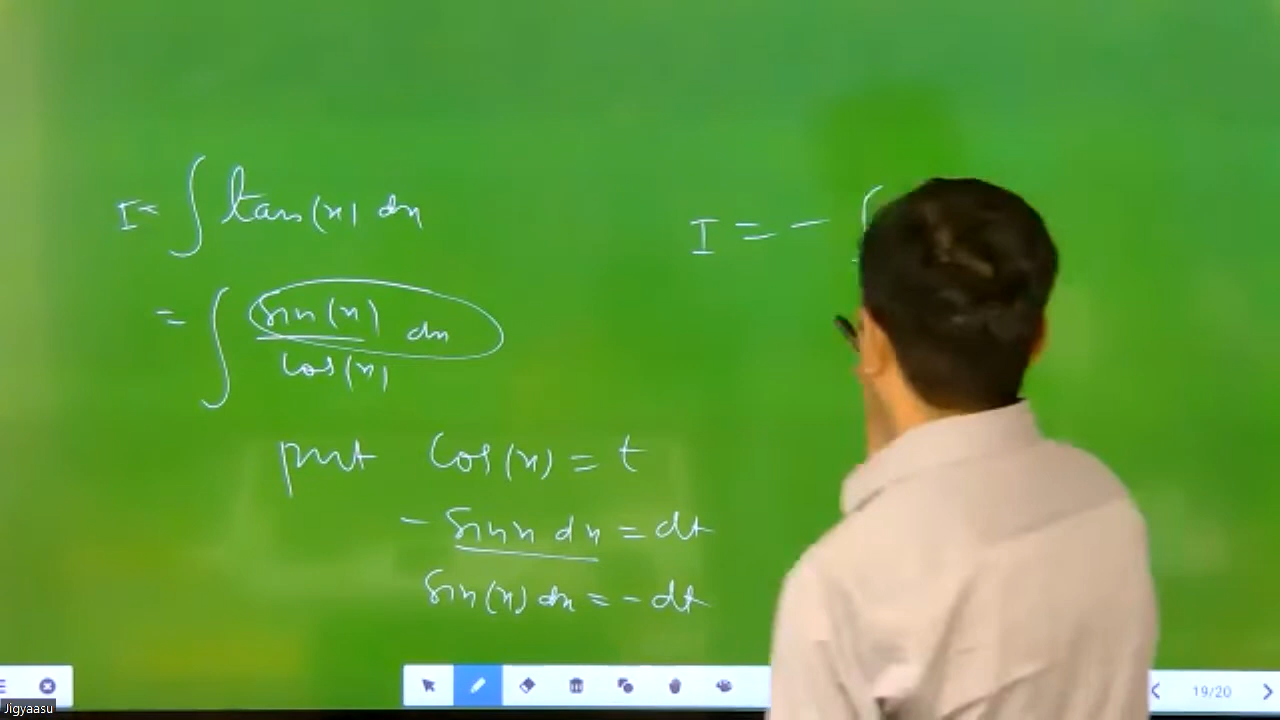 I = ∫ tan(x) dx
= ∫ sin(x) dx
cos(x)
put cos(x) = t
- sin x dx = dt
sin(x) dx = - dt
I = - ∫
19/20
Jigyaasu